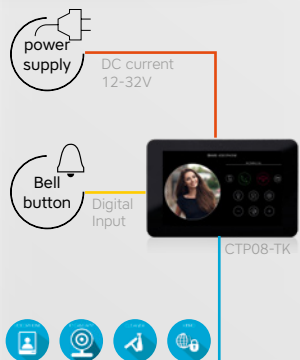 power
supply
DC current
12-32V
Bell
button
Digital
Input
CTP08-TK